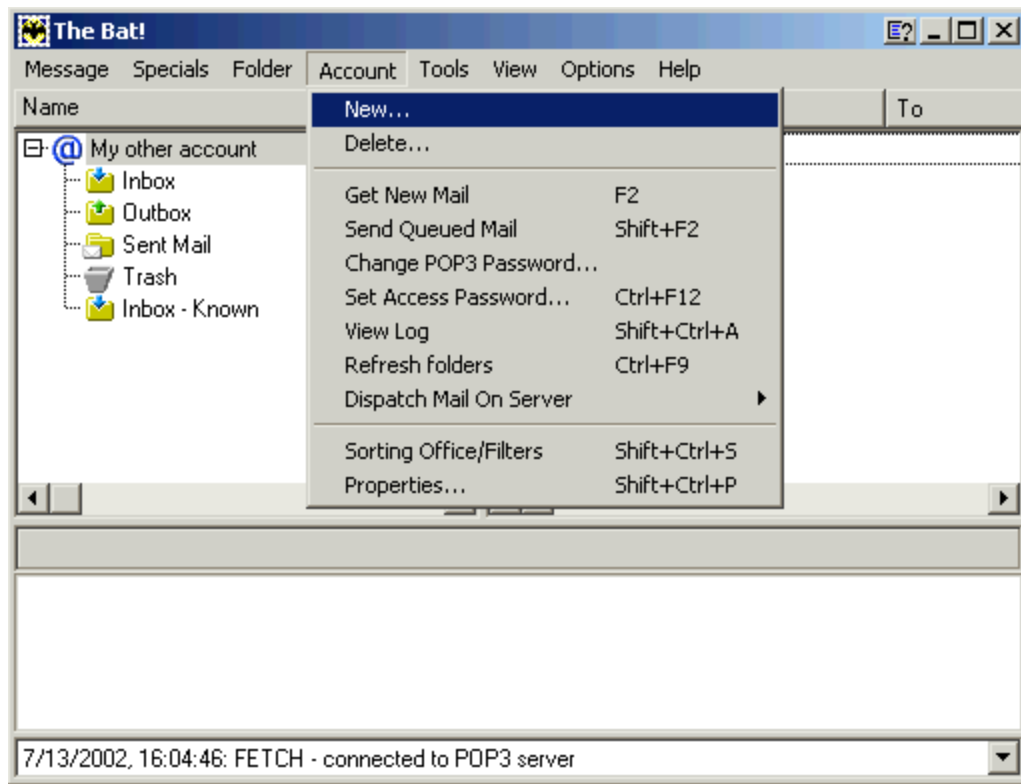 The Bat!
Message Specials Folder Account Tools View Options Help
Name To
New...
Delete...
Get New Mail F2
Send Queued Mail Shift+F2
Change POP3 Password...
Set Access Password... Ctrl+F12
View Log Shift+Ctrl+A
Refresh folders Ctrl+F9
Dispatch Mail On Server
Sorting Office/Filters Shift+Ctrl+S
Properties... Shift+Ctrl+P
My other account
Inbox
Outbox
Sent Mail
Trash
Inbox - Known
7/13/2002, 16:04:46: FETCH - connected to POP3 server